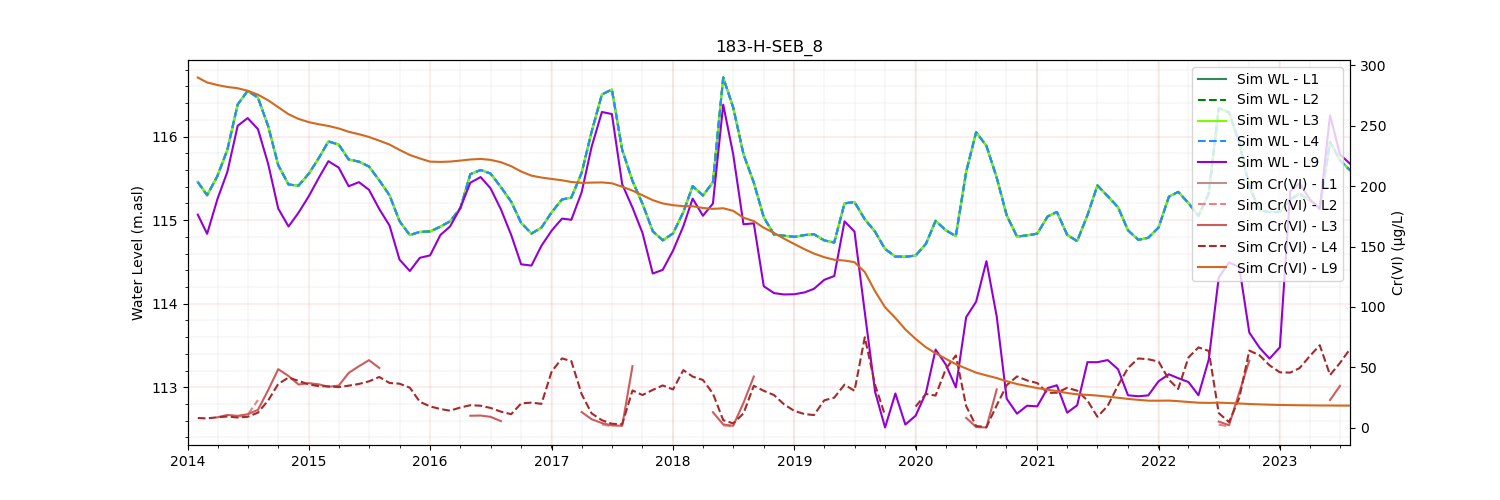 183-H-SEB_8
Water Level (m.asl)
116
115
114
113
300
250
200
150
100
50
0
Cr(VI) (µg/L)
2014 2015 2016 2017 2018 2019 2020 2021 2022 2023
Sim WL - L1
Sim WL - L2
Sim WL - L3
Sim WL - L4
Sim WL - L9
Sim Cr(VI) - L1
Sim Cr(VI) - L2
Sim Cr(VI) - L3
Sim Cr(VI) - L4
Sim Cr(VI) - L9